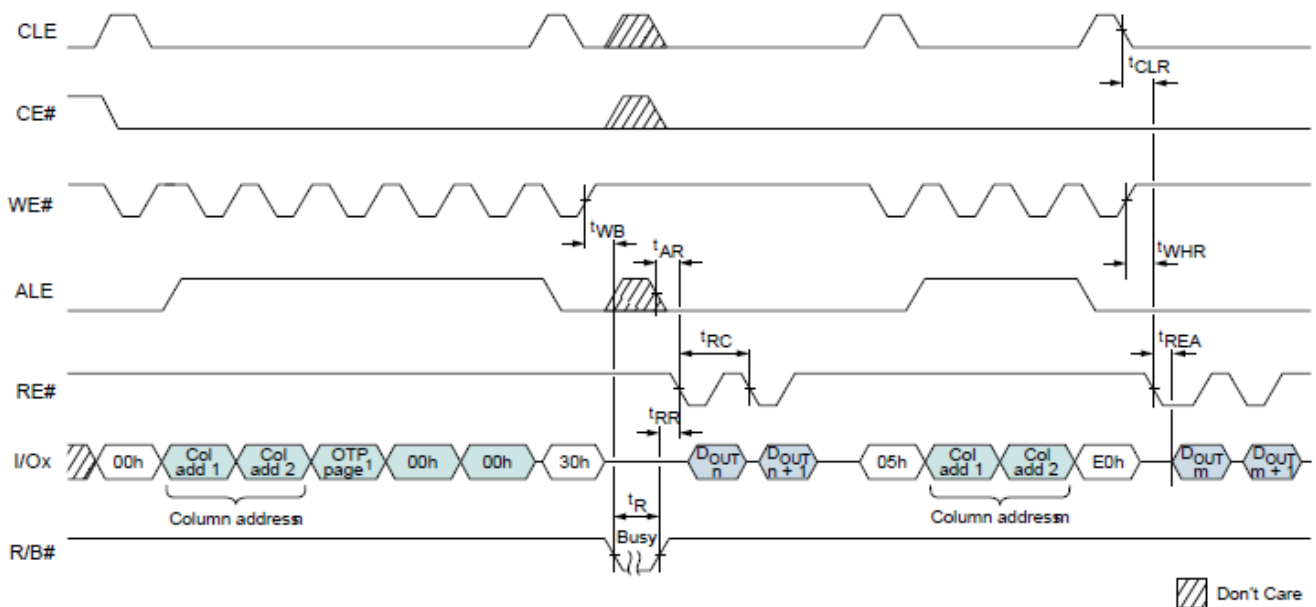 CLE
tCLR
CE#
WE#
tWB
tAR
tWHR
ALE
tRC
tREA
RE#
tRR
I/Ox
00h
Col add 1
Col add 2
OTP page1
00h
00h
30h
DOUT n
DOUT n + 1
05h
Col add 1
Col add 2
E0h
DOUT m
DOUT m + 1
Column address n
tR
Column address m
R/B#
Busy
Don't Care